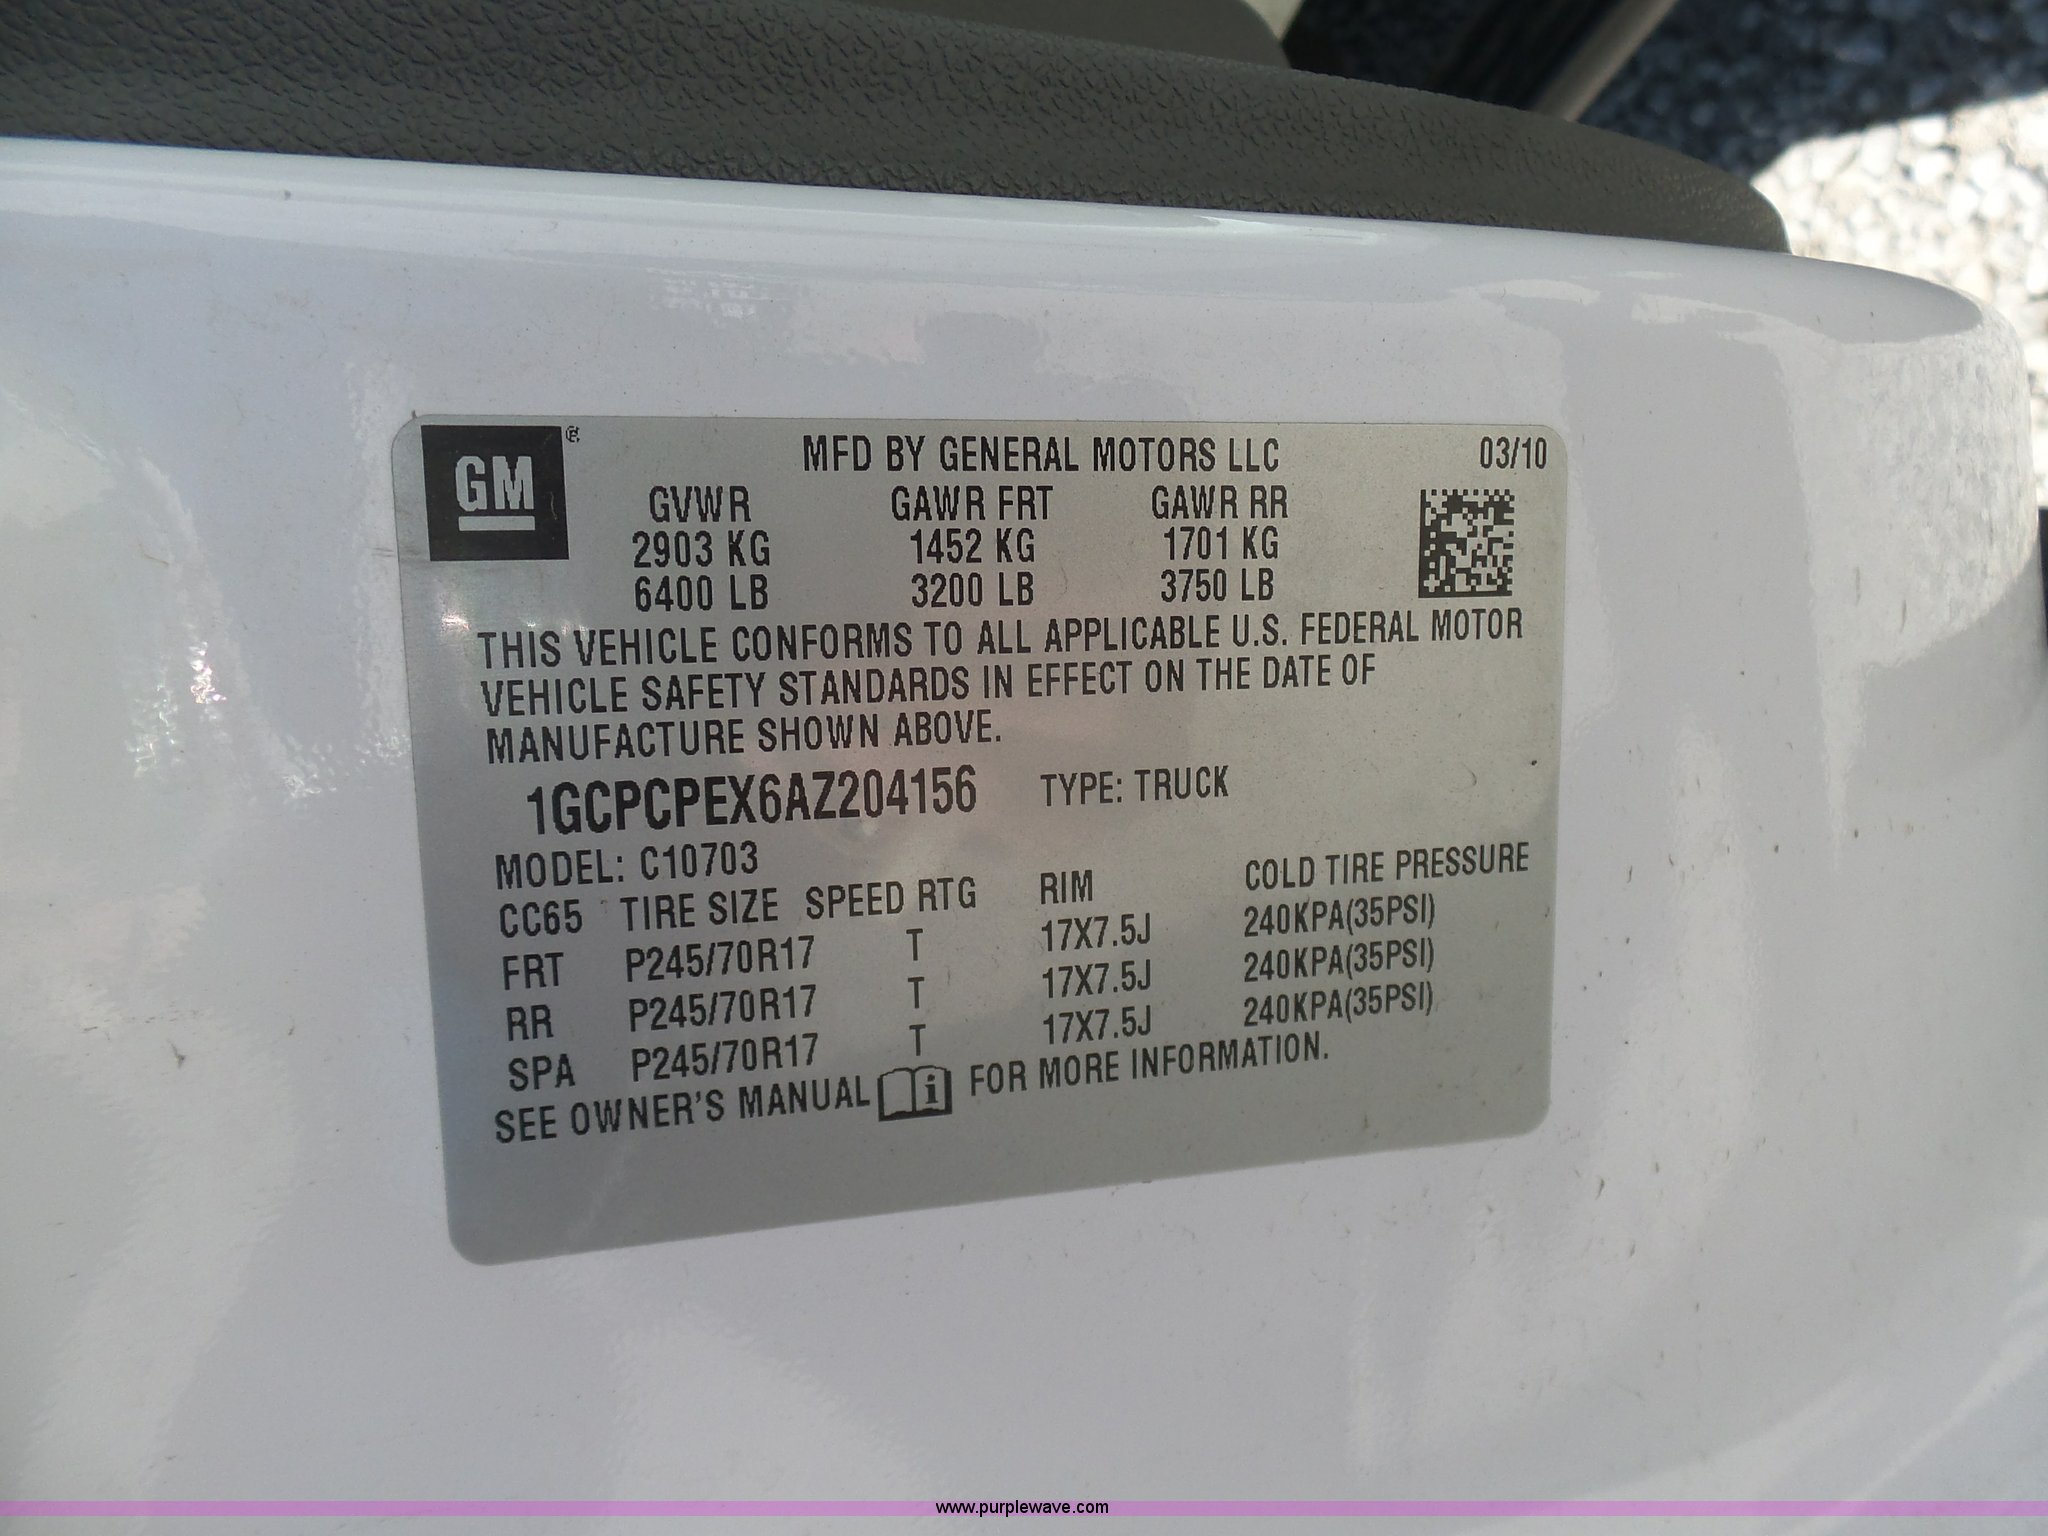 GM
®
MFD BY GENERAL MOTORS LLC 03/10
GVWR GAWR FRT GAWR RR
2903 KG 1452 KG 1701 KG
6400 LB 3200 LB 3750 LB
THIS VEHICLE CONFORMS TO ALL APPLICABLE U.S. FEDERAL MOTOR
VEHICLE SAFETY STANDARDS IN EFFECT ON THE DATE OF
MANUFACTURE SHOWN ABOVE.
1GCPCPEX6AZ204156 TYPE: TRUCK
MODEL: C10703
CC65 TIRE SIZE SPEED RTG RIM COLD TIRE PRESSURE
FRT P245/70R17 T 17X7.5J 240KPA(35PSI)
RR P245/70R17 T 17X7.5J 240KPA(35PSI)
SPA P245/70R17 T 17X7.5J 240KPA(35PSI)
SEE OWNER'S MANUAL i FOR MORE INFORMATION.
www.purplewave.com